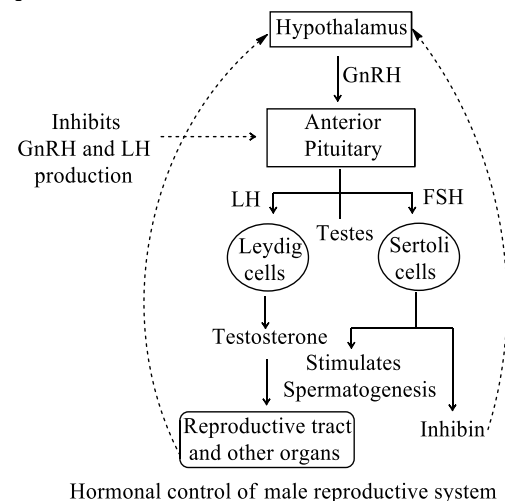 Hypothalamus
GnRH
Inhibits
GnRH and LH
production
Anterior
Pituitary
LH
FSH
Testes
Leydig
cells
Sertoli
cells
Testosterone
Stimulates
Spermatogenesis
Reproductive tract
and other organs
Inhibin
Hormonal control of male reproductive system